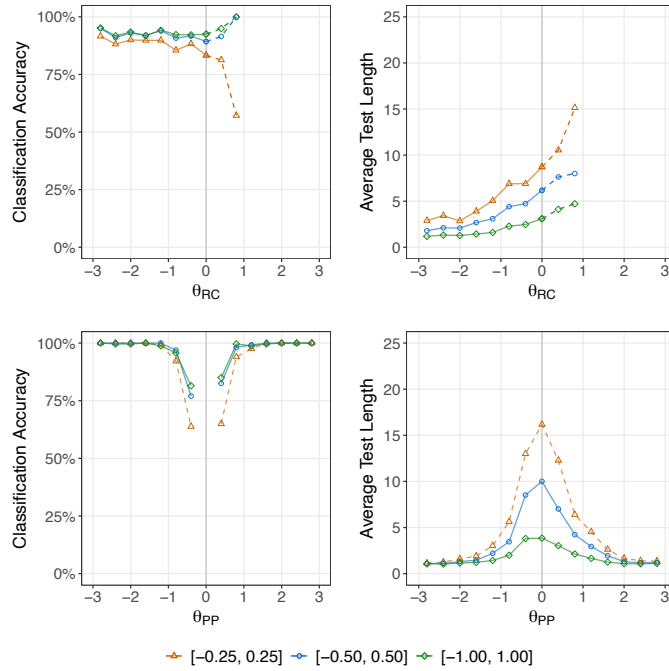 Classification Accuracy
100%
75%
50%
25%
0%
−3 −2 −1 0 1 2 3
θRC
Average Test Length
25
20
15
10
5
0
−3 −2 −1 0 1 2 3
θRC
Classification Accuracy
100%
75%
50%
25%
0%
−3 −2 −1 0 1 2 3
θPP
Average Test Length
25
20
15
10
5
0
−3 −2 −1 0 1 2 3
θPP
[−0.25, 0.25] [−0.50, 0.50] [−1.00, 1.00]